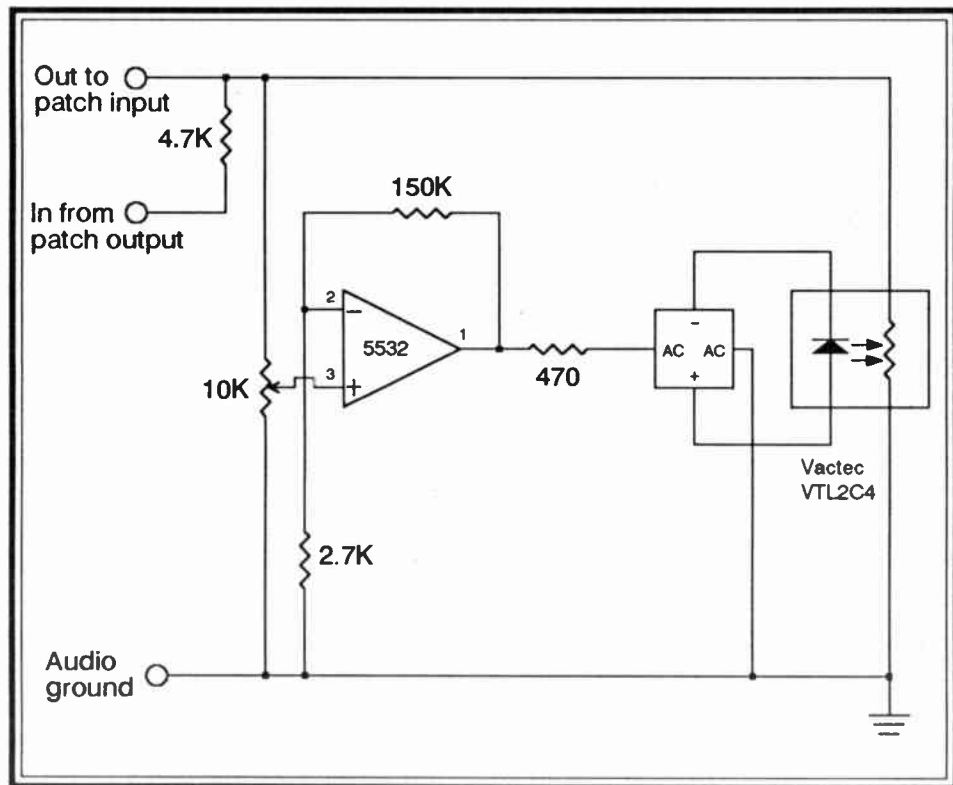 Out to
patch input
4.7K
In from
patch output
150K
2
−
5532
1
3
+
10K
470
-
AC AC
+
Vactec
VTL2C4
2.7K
Audio
ground